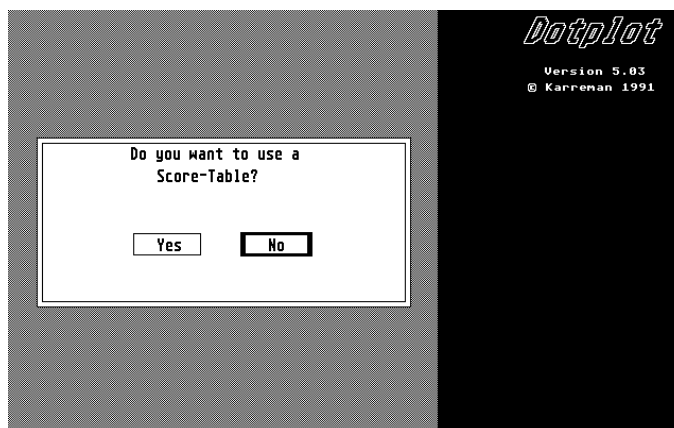 Dotplot
Version 5.03
© Karreman 1991
Do you want to use a
Score-Table?
Yes No